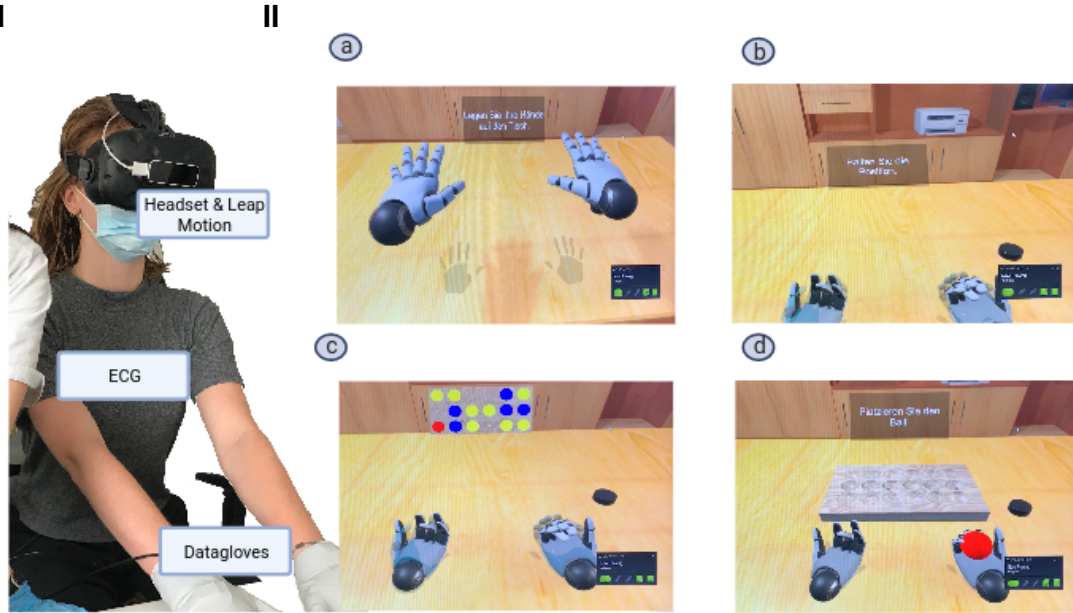 I
II
a
b
Legen Sie Ihre Hände
auf den Tisch.
Halten Sie die
Position.
Headset & Leap
Motion
c
d
ECG
Platzieren Sie den
Ball
Datagloves